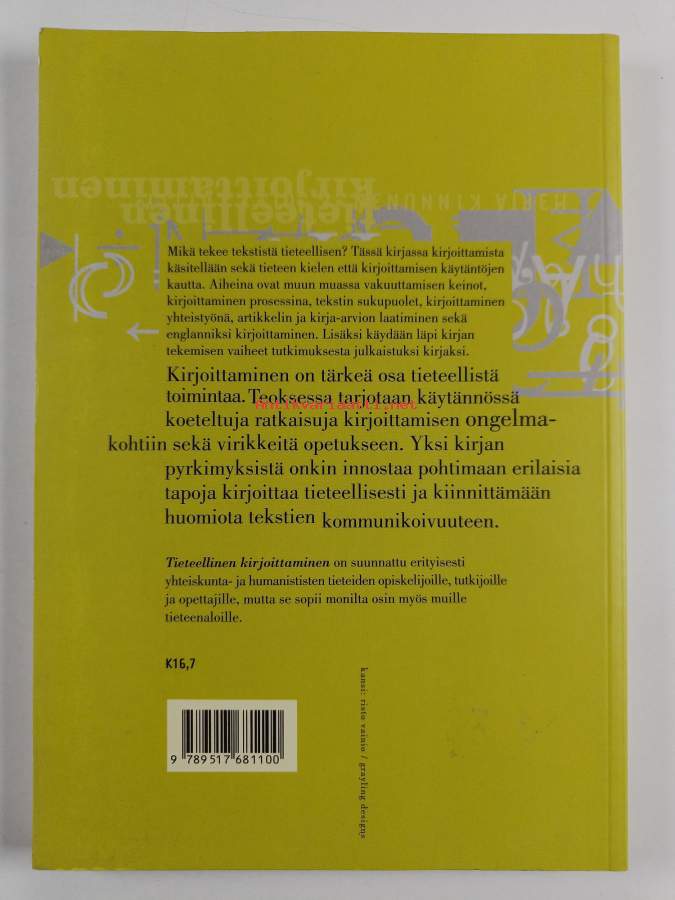 tieteellinen
kirjoittaminen
MERJA KINNUNEN
Mikä tekee tekstistä tieteellisen? Tässä kirjassa kirjoittamista
käsitellään sekä tieteen kielen että kirjoittamisen käytäntöjen
kautta. Aiheina ovat muun muassa vakuuttamisen keinot,
kirjoittaminen prosessina, tekstin sukupuolet, kirjoittaminen
yhteistyönä, artikkelin ja kirja-arvion laatiminen sekä
englanniksi kirjoittaminen. Lisäksi käydään läpi kirjan
tekemisen vaiheet tutkimuksesta julkaistuksi kirjaksi.
Kirjoittaminen on tärkeä osa tieteellistä
toimintaa. Teoksessa tarjotaan käytännössä
Antikvariaatti.net
koeteltuja ratkaisuja kirjoittamisen ongelma-
kohtiin sekä virikkeitä opetukseen. Yksi kirjan
pyrkimyksistä onkin innostaa pohtimaan erilaisia
tapoja kirjoittaa tieteellisesti ja kiinnittämään
huomiota tekstien kommunikoivuuteen.
Tieteellinen kirjoittaminen on suunnattu erityisesti
yhteiskunta- ja humanististen tieteiden opiskelijoille, tutkijoille
ja opettajille, mutta se sopii monilta osin myös muille
tieteenaloille.
K16,7
9 789517 681100
kansi: risto vainio / grayling designs